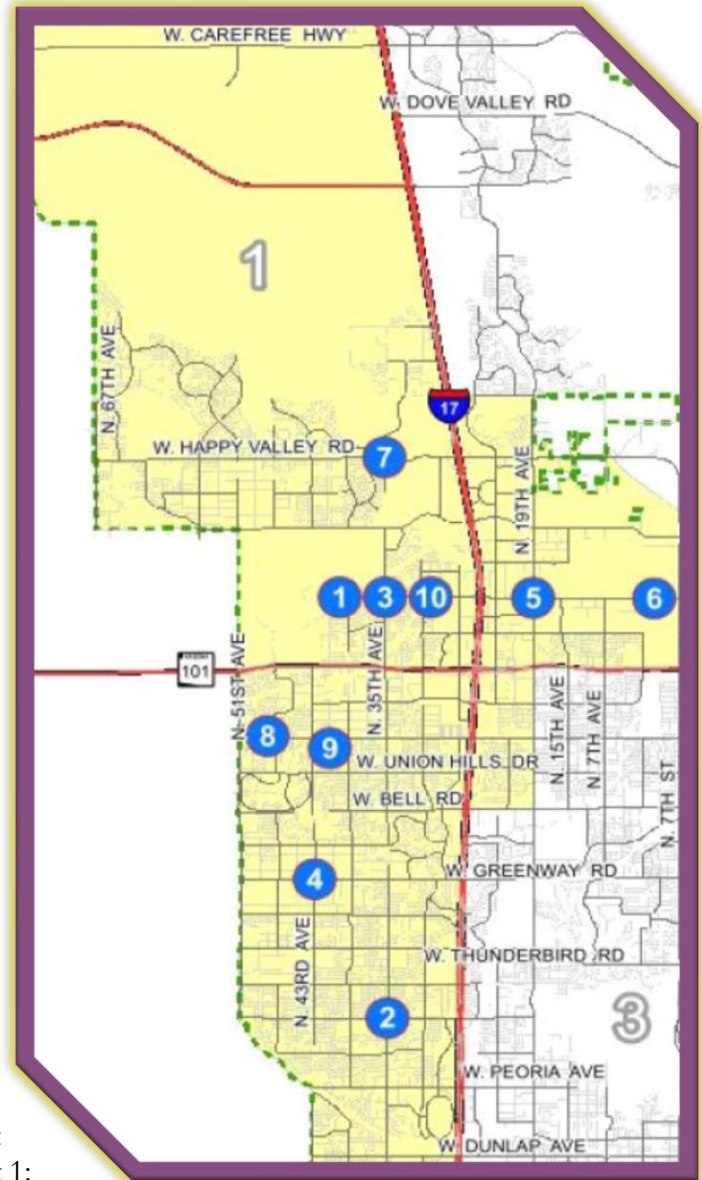 W. CAREFREE HWY
W. DOVE VALLEY RD
1
N. 67TH AVE
17
W. HAPPY VALLEY RD
7
N. 19TH AVE
1
3
10
5
6
N. 51ST AVE
101
N. 35TH AVE
8
9
W. UNION HILLS DR
N. 15TH AVE
N. 7TH AVE
N. 7TH ST
W. BELL RD
4
W. GREENWAY RD
N. 43RD AVE
W. THUNDERBIRD RD
2
3
W. PEORIA AVE
W. DUNLAP AVE
1: